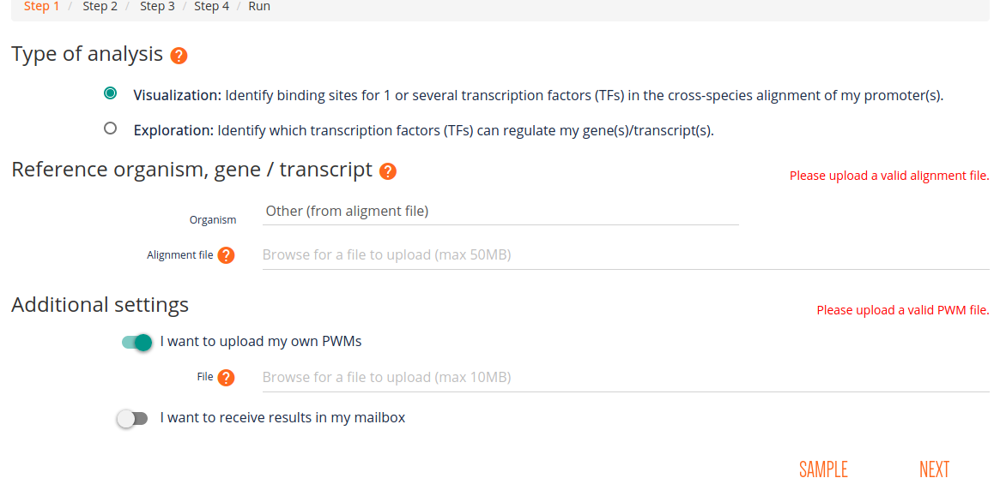 Step 1 / Step 2 / Step 3 / Step 4 / Run
Type of analysis ?
Visualization: Identify binding sites for 1 or several transcription factors (TFs) in the cross-species alignment of my promoter(s).
Exploration: Identify which transcription factors (TFs) can regulate my gene(s)/transcript(s).
Reference organism, gene / transcript ?
Please upload a valid alignment file.
Organism
Other (from aligment file)
Alignment file ?
Browse for a file to upload (max 50MB)
Additional settings
Please upload a valid PWM file.
I want to upload my own PWMs
File ?
Browse for a file to upload (max 10MB)
I want to receive results in my mailbox
SAMPLE
NEXT